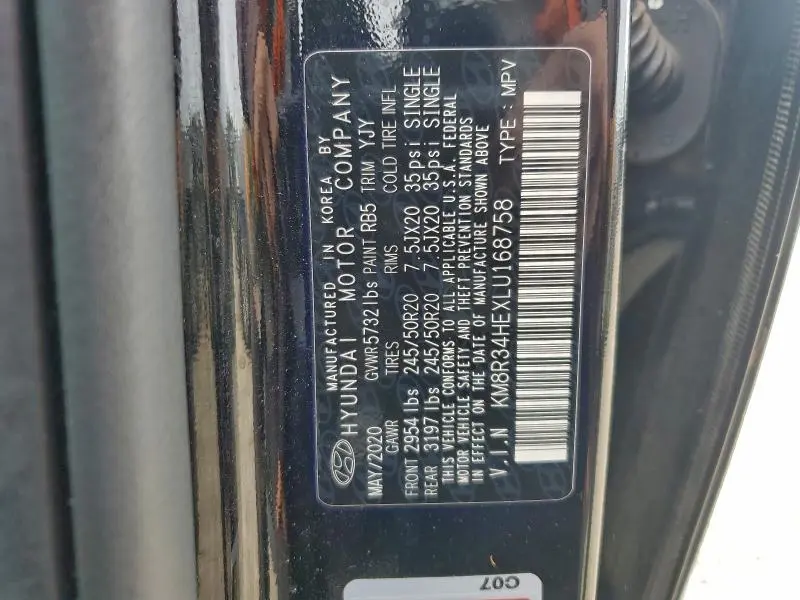 MANUFACTURED IN KOREA BY
HYUNDAI MOTOR COMPANY
MAY/2020 GVWR 5732 lbs PAINT RB5 TRIM YJY
GAWR TIRES RIMS COLD TIRE INFL
FRONT 2954 lbs 245/50R20 7.5JX20 35psi SINGLE
REAR 3197 lbs 245/50R20 7.5JX20 35psi SINGLE
THIS VEHICLE CONFORMS TO ALL APPLICABLE U.S.A. FEDERAL
MOTOR VEHICLE SAFETY AND THEFT PREVENTION STANDARDS
IN EFFECT ON THE DATE OF MANUFACTURE SHOWN ABOVE
V.I.N KM8R34HEXLU168758 TYPE : MPV
G07